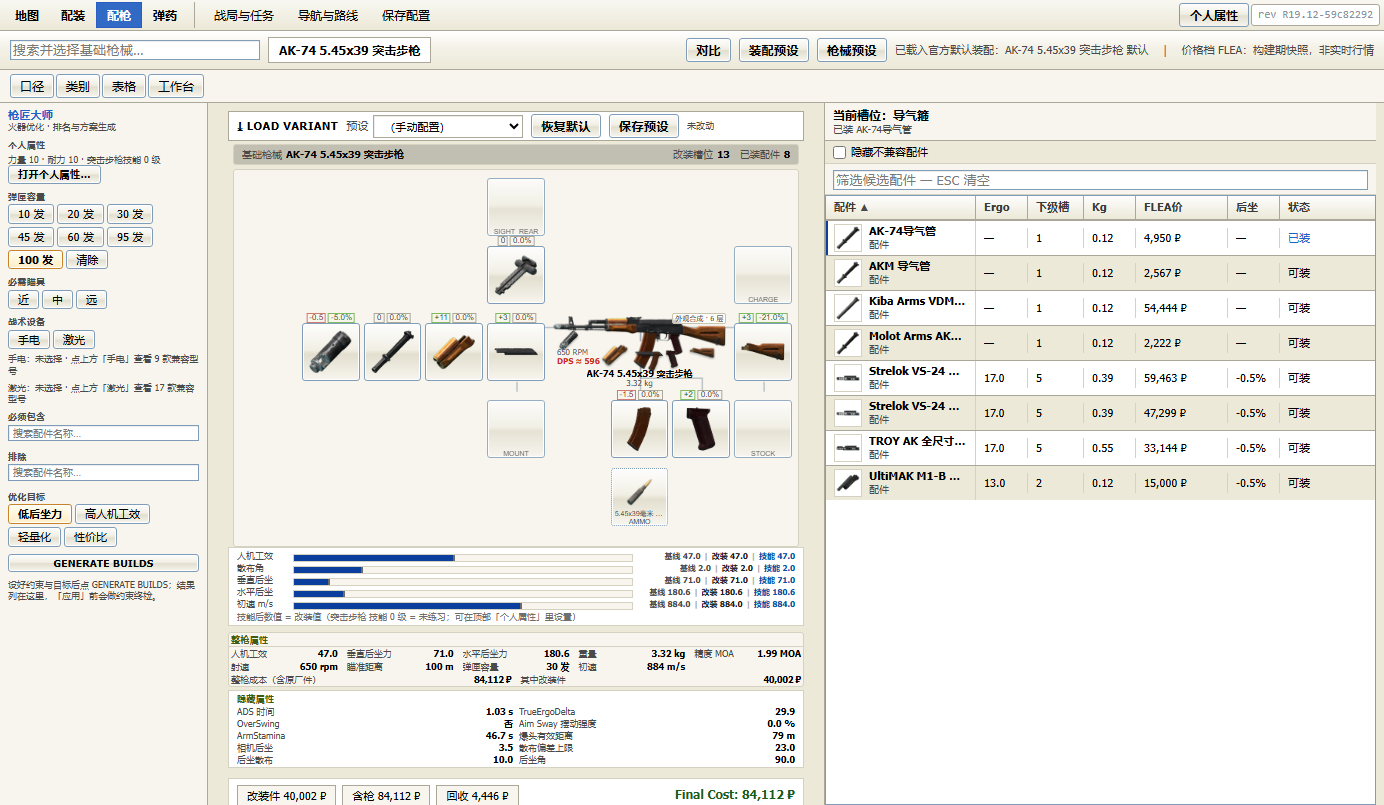 地图 配装 配枪 弹药 战局与任务 导航与路线 保存配置 个人属性 rev R19.12-59c82292
搜索并选择基础枪械... AK-74 5.45x39 突击步枪 对比 装配预设 枪械预设 已载入官方默认装配：AK-74 5.45x39 突击步枪 默认 | 价格档 FLEA：构建期快照，非实时行情
口径 类别 表格 工作台
枪匠大师
火器优化 · 排名与方案生成
个人属性
力量 10 · 耐力 10 · 突击步枪技能 0 级
打开个人属性...
弹匣容量
10 发 20 发 30 发
45 发 60 发 95 发
100 发 清除
必需瞄具
近 中 远
战术设备
手电 激光
手电：未选择 · 点上方「手电」查看 9 款兼容型号
激光：未选择 · 点上方「激光」查看 17 款兼容型号
必须包含
搜索配件名称...
排除
搜索配件名称...
优化目标
低后坐力 高人机工效
轻量化 性价比
GENERATE BUILDS
设好约束与目标后点 GENERATE BUILDS；结果列在这里，「应用」前会做约束终检。
LOAD VARIANT 预设 (手动配置) 恢复默认 保存预设 未改动
基础枪械 AK-74 5.45x39 突击步枪 改装槽位 13 已装配件 8
SIGHT_REAR
0 0.0%
CHARGE
-0.5 -5.0% 0 0.0% +11 0.0% +3 0.0% 外观合成 · 6 层 +3 -21.0%
650 RPM
DPS ≈ 596
AK-74 5.45x39 突击步枪
3.32 kg
-1.5 0.0% +2 0.0%
MOUNT STOCK
5.45x39毫米 ...
AMMO
人机工效 基线 47.0 | 改装 47.0 | 技能 47.0
散布角 基线 2.0 | 改装 2.0 | 技能 2.0
垂直后坐 基线 71.0 | 改装 71.0 | 技能 71.0
水平后坐 基线 180.6 | 改装 180.6 | 技能 180.6
初速 m/s 基线 884.0 | 改装 884.0 | 技能 884.0
技能后数值 = 改装值（突击步枪 技能 0 级 = 未练习；可在顶部「个人属性」里设置）
整枪属性
人机工效 47.0 垂直后坐力 71.0 水平后坐力 180.6 重量 3.32 kg 精度 MOA 1.99 MOA
射速 650 rpm 瞄准距离 100 m 弹匣容量 30 发 初速 884 m/s
整枪成本（含原厂件） 84,112 ₽ 其中改装件 40,002 ₽
隐藏属性
ADS 时间 1.03 s TrueErgoDelta 29.9
OverSwing 否 Aim Sway 摆动强度 0.0 %
ArmStamina 46.7 s 爆头有效距离 79 m
相机后坐 3.5 散布偏差上限 23.0
后坐散布 10.0 后坐角 90.0
改装件 40,002 ₽ 含枪 84,112 ₽ 回收 4,446 ₽ Final Cost: 84,112 ₽
当前槽位：导气箍
已装 AK-74导气管
隐藏不兼容配件
筛选候选配件 — ESC 清空
配件 ▲ Ergo 下级槽 Kg FLEA价 后坐 状态
AK-74导气管 配件 — 1 0.12 4,950 ₽ — 已装
AKM 导气管 配件 — 1 0.12 2,567 ₽ — 可装
Kiba Arms VDM... 配件 — 1 0.12 54,444 ₽ — 可装
Molot Arms AK... 配件 — 1 0.12 2,222 ₽ — 可装
Strelok VS-24 ... 配件 17.0 5 0.39 59,463 ₽ -0.5% 可装
Strelok VS-24 ... 配件 17.0 5 0.39 47,299 ₽ -0.5% 可装
TROY AK 全尺寸... 配件 17.0 5 0.55 33,144 ₽ -0.5% 可装
UltiMAK M1-B ... 配件 13.0 2 0.12 15,000 ₽ -0.5% 可装